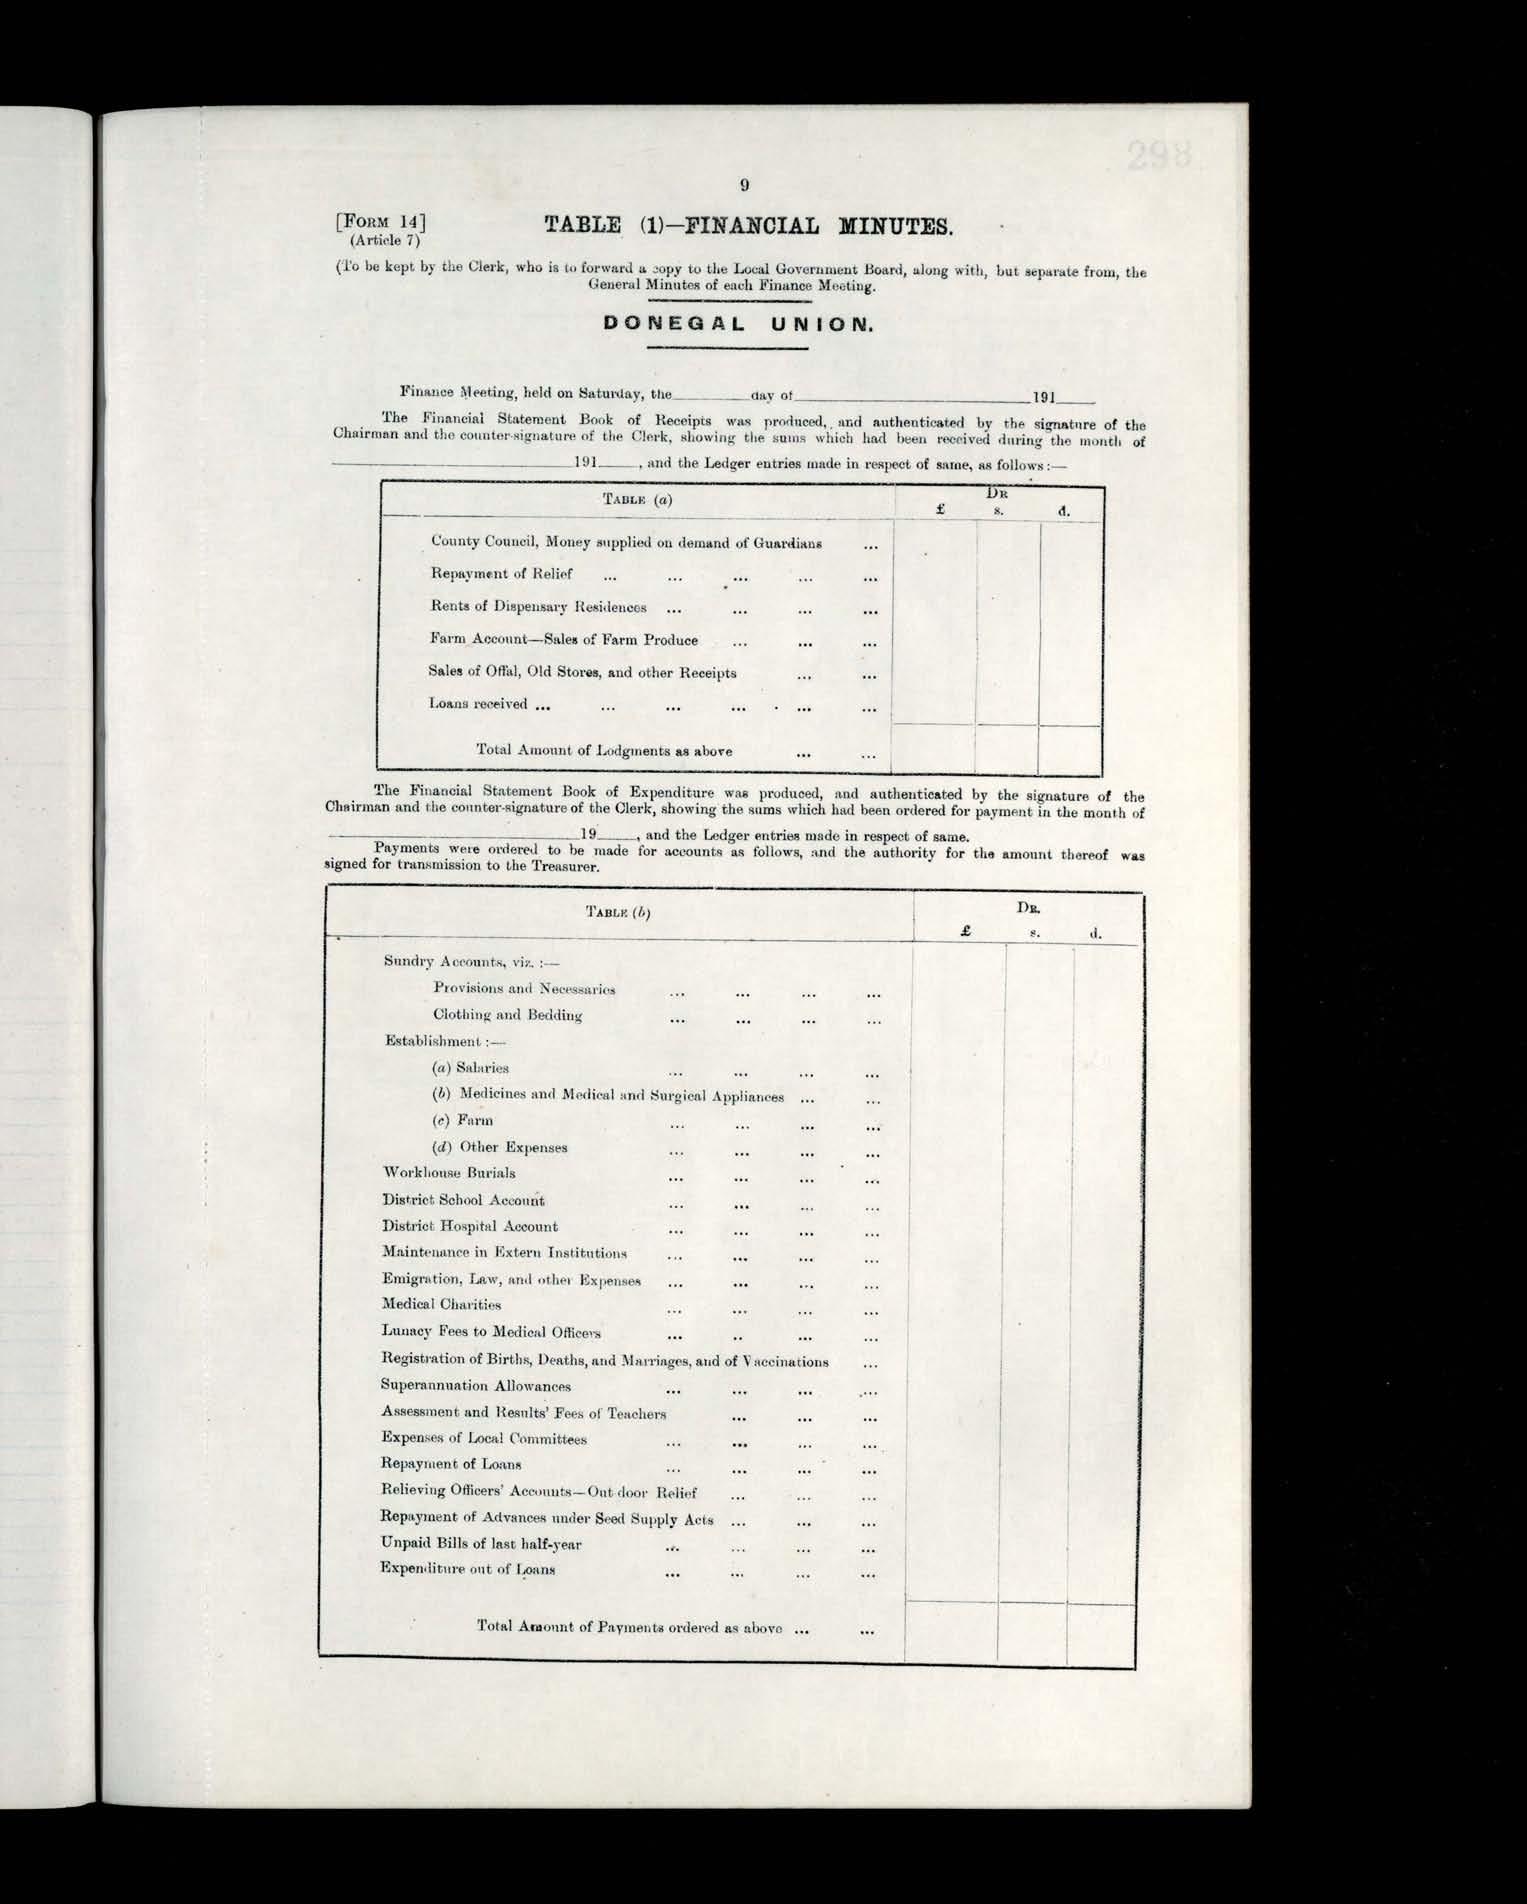 298
9
[FORM 14]
TABLE (1)—FINANCIAL MINUTES.
(Article 7)
(To be kept by the Clerk, who is to forward a copy to the Local Government Board, along with, but separate from, the
General Minutes of each Finance Meeting.
DONEGAL UNION.
Finance Meeting, held on Saturday, the ______ day of ______ 191____
The Financial Statement Book of Receipts was produced, and authenticated by the signature of the
Chairman and the counter-signature of the Clerk, showing the sums which had been received during the month of
______ 191____, and the Ledger entries made in respect of same, as follows :—
TABLE (a)
DR
£ s. d.
County Council, Money supplied on demand of Guardians ...
Repayment of Relief ... ... ... ... ...
Rents of Dispensary Residences ... ... ... ...
Farm Account—Sales of Farm Produce ... ... ...
Sales of Offal, Old Stores, and other Receipts ... ...
Loans received ... ... ... ... ... ...
Total Amount of Lodgments as above ... ...
The Financial Statement Book of Expenditure was produced, and authenticated by the signature of the
Chairman and the counter-signature of the Clerk, showing the sums which had been ordered for payment in the month of
______ 19____, and the Ledger entries made in respect of same.
Payments were ordered to be made for accounts as follows, and the authority for the amount thereof was
signed for transmission to the Treasurer.
TABLE (b)
DR.
£ s. d.
Sundry Accounts, viz. :—
Provisions and Necessaries ... ... ... ...
Clothing and Bedding ... ... ... ...
Establishment :—
(a) Salaries ... ... ... ...
(b) Medicines and Medical and Surgical Appliances ... ...
(c) Farm ... ... ... ...
(d) Other Expenses ... ... ... ...
Workhouse Burials ... ... ... ...
District School Account ... ... ... ...
District Hospital Account ... ... ... ...
Maintenance in Extern Institutions ... ... ... ...
Emigration, Law, and other Expenses ... ... ... ...
Medical Charities ... ... ... ...
Lunacy Fees to Medical Officers ... .. ... ...
Registration of Births, Deaths, and Marriages, and of Vaccinations ...
Superannuation Allowances ... ... ... ...
Assessment and Results' Fees of Teachers ... ... ...
Expenses of Local Committees ... ... ... ...
Repayment of Loans ... ... ... ...
Relieving Officers' Accounts—Out door Relief ... ... ...
Repayment of Advances under Seed Supply Acts ... ... ...
Unpaid Bills of last half-year ... ... ... ...
Expenditure out of Loans ... ... ... ...
Total Amount of Payments ordered as above ... ...